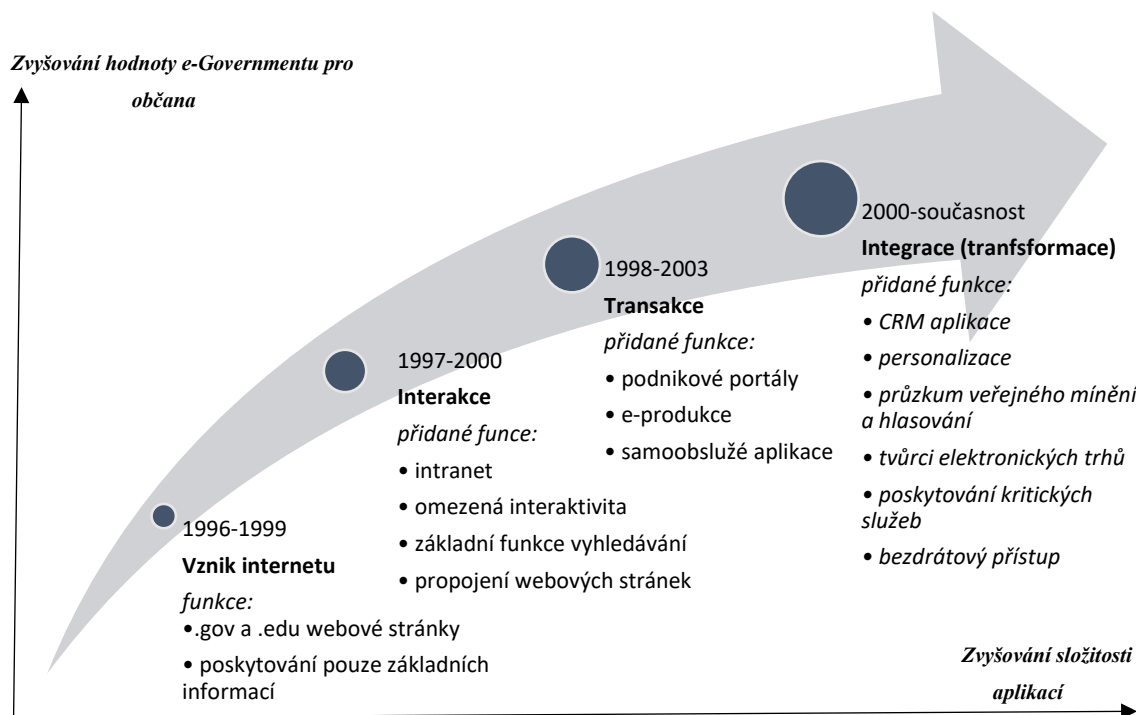 Zvyšování hodnoty e-Governmentu pro
občana
1996-1999
Vznik internetu
funkce:
•.gov a .edu webové stránky
• poskytování pouze základních
informací
1997-2000
Interakce
přidané funce:
• intranet
• omezená interaktivita
• základní funkce vyhledávání
• propojení webových stránek
1998-2003
Transakce
přidané funkce:
• podnikové portály
• e-produkce
• samoobslužé aplikace
2000-současnost
Integrace (tranfsformace)
přidané funkce:
• CRM aplikace
• personalizace
• průzkum veřejného mínění
a hlasování
• tvůrci elektronických trhů
• poskytování kritických
služeb
• bezdrátový přístup
Zvyšování složitosti
aplikací